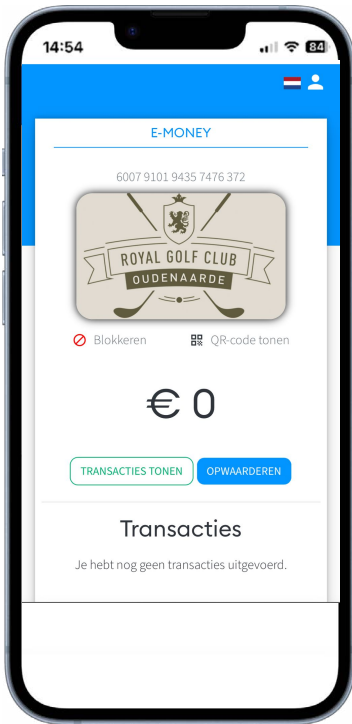 14:54
84
E-MONEY
6007 9101 9435 7476 372
ROYAL GOLF CLUB
OUDENAARDE
Blokkeren
QR-code tonen
€ 0
TRANSACTIES TONEN
OPWAARDEREN
Transacties
Je hebt nog geen transacties uitgevoerd.